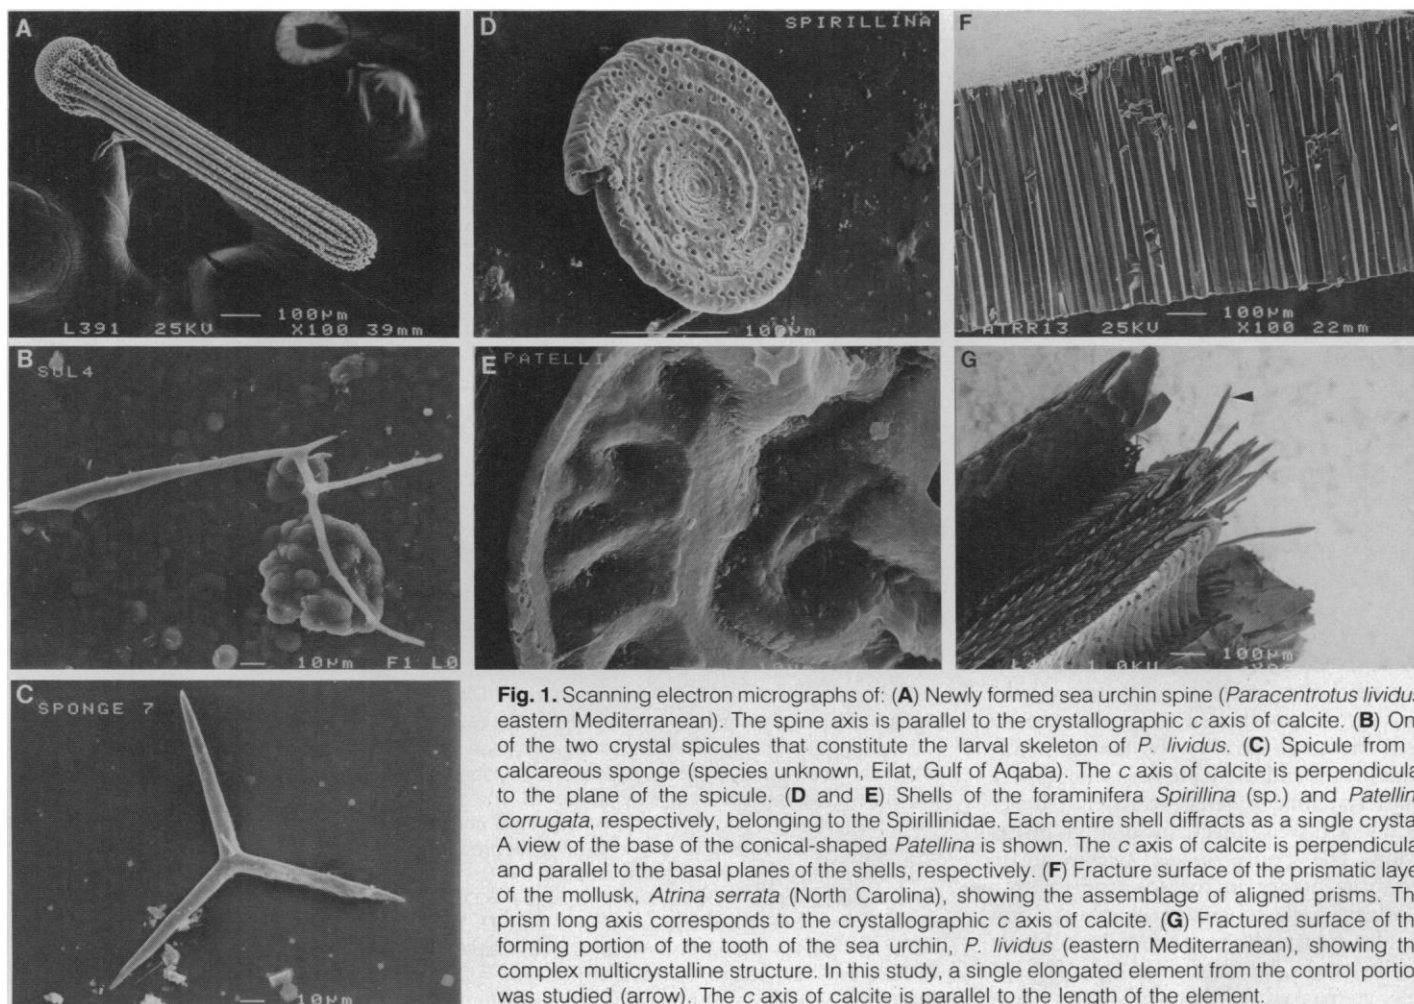 A
L391 25KV 100µm X100 39mm
B
SUL4
10µm F1 L0
C
SPONGE 7
10µm
D
SPIRILLINA
100µm
E
PATELLIN
F
ATRR13 25KV 100µm X100 22mm
G
100µm
Fig. 1. Scanning electron micrographs of: (A) Newly formed sea urchin spine (Paracentrotus lividus
eastern Mediterranean). The spine axis is parallel to the crystallographic c axis of calcite. (B) On
of the two crystal spicules that constitute the larval skeleton of P. lividus. (C) Spicule from
calcareous sponge (species unknown, Eilat, Gulf of Aqaba). The c axis of calcite is perpendicula
to the plane of the spicule. (D and E) Shells of the foraminifera Spirillina (sp.) and Patellin
corrugata, respectively, belonging to the Spirillinidae. Each entire shell diffracts as a single crysta
A view of the base of the conical-shaped Patellina is shown. The c axis of calcite is perpendicula
and parallel to the basal planes of the shells, respectively. (F) Fracture surface of the prismatic laye
of the mollusk, Atrina serrata (North Carolina), showing the assemblage of aligned prisms. Th
prism long axis corresponds to the crystallographic c axis of calcite. (G) Fractured surface of th
forming portion of the tooth of the sea urchin, P. lividus (eastern Mediterranean), showing th
complex multicrystalline structure. In this study, a single elongated element from the control portion
was studied (arrow). The c axis of calcite is parallel to the length of the element.